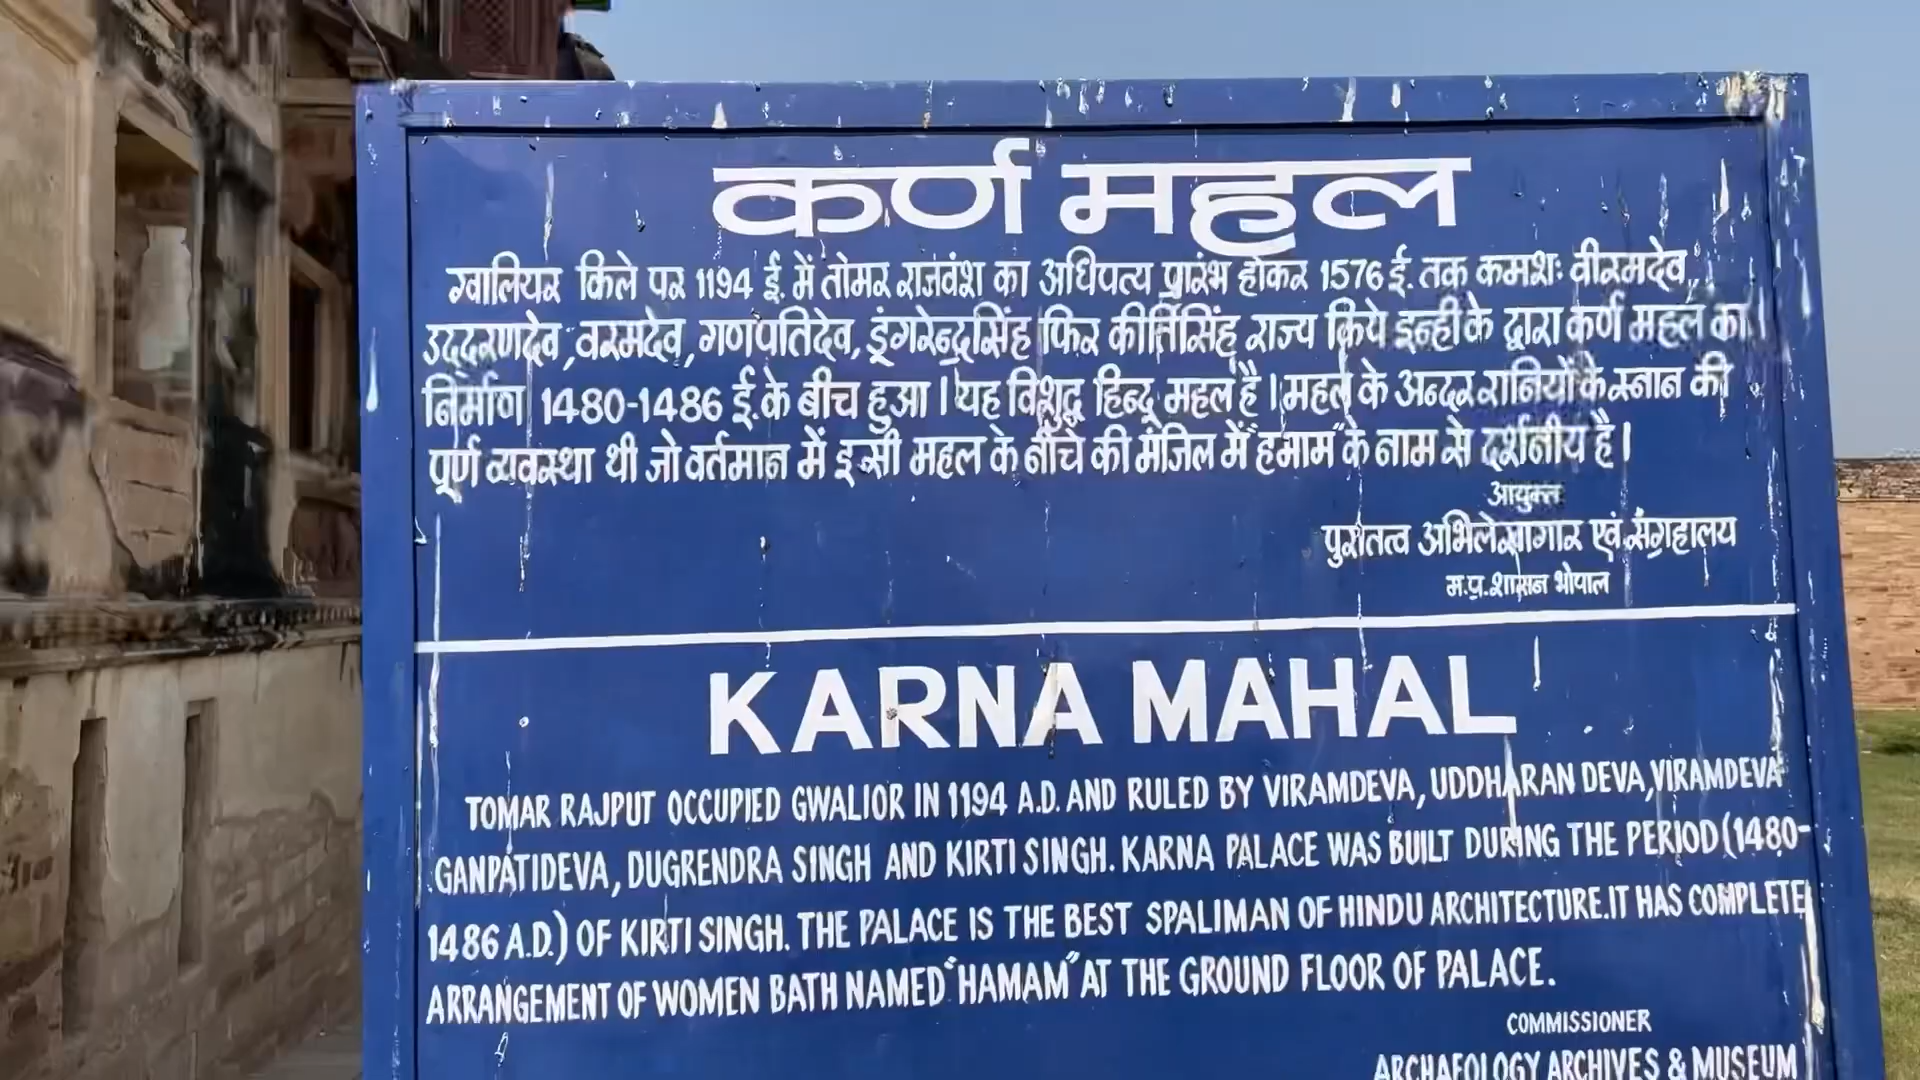 कर्ण महल
ग्वालियर किले पर 1194 ई. में तोमर राजवंश का अधिपत्य प्रारंभ होकर 1576 ई. तक कमशः वीरमदेव,
उद्दरणदेव, वरमदेव, गणपतिदेव, डूंगरेन्द्रसिंह फिर कीर्तिसिंह राज्य किये इन्ही के द्वारा कर्ण महल का
निर्माण 1480-1486 ई. के बीच हुआ । यह विशुद्ध हिन्दू महल है । महल के अन्दर रानियों के स्नान की
पूर्ण व्यवस्था थी जो वर्तमान में इसी महल के नीचे की मंजिल में "हमाम" के नाम से दर्शनीय है ।
आयुक्त
पुरातत्व अभिलेखागार एवं संग्रहालय
म.प्र. शासन भोपाल
KARNA MAHAL
TOMAR RAJPUT OCCUPIED GWALIOR IN 1194 A.D. AND RULED BY VIRAMDEVA, UDDHARAN DEVA, VIRAMDEVA
GANPATIDEVA, DUGRENDRA SINGH AND KIRTI SINGH. KARNA PALACE WAS BUILT DURING THE PERIOD (1480-
1486 A.D.) OF KIRTI SINGH. THE PALACE IS THE BEST SPALIMAN OF HINDU ARCHITECTURE. IT HAS COMPLETE
ARRANGEMENT OF WOMEN BATH NAMED "HAMAM" AT THE GROUND FLOOR OF PALACE.
COMMISSIONER
ARCHAEOLOGY ARCHIVES & MUSEUM